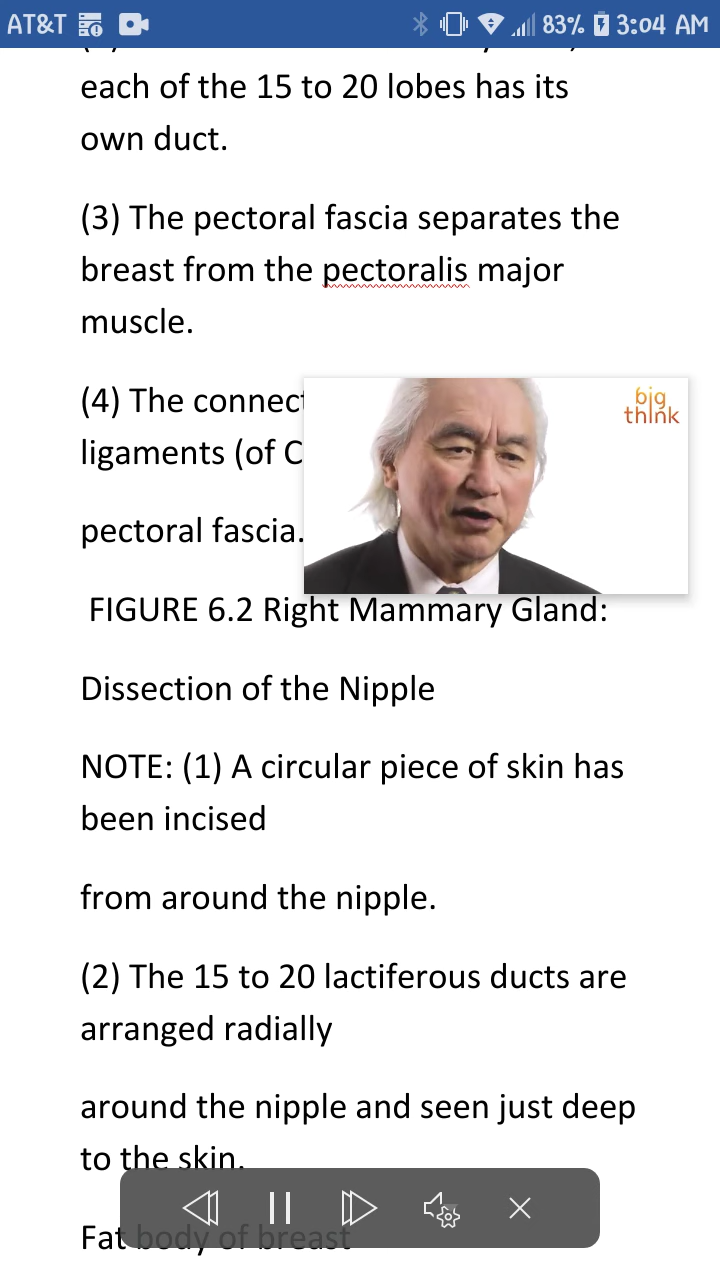 AT&T 83% 3:04 AM
each of the 15 to 20 lobes has its
own duct.
(3) The pectoral fascia separates the
breast from the pectoralis major
muscle.
(4) The
ligaments (of
pectoral fascia.
big
think
FIGURE 6.2 Right Mammary Gland:
Dissection of the Nipple
NOTE: (1) A circular piece of skin has
been incised
from around the nipple.
(2) The 15 to 20 lactiferous ducts are
arranged radially
around the nipple and seen just deep
to the skin.
Fat body of breast